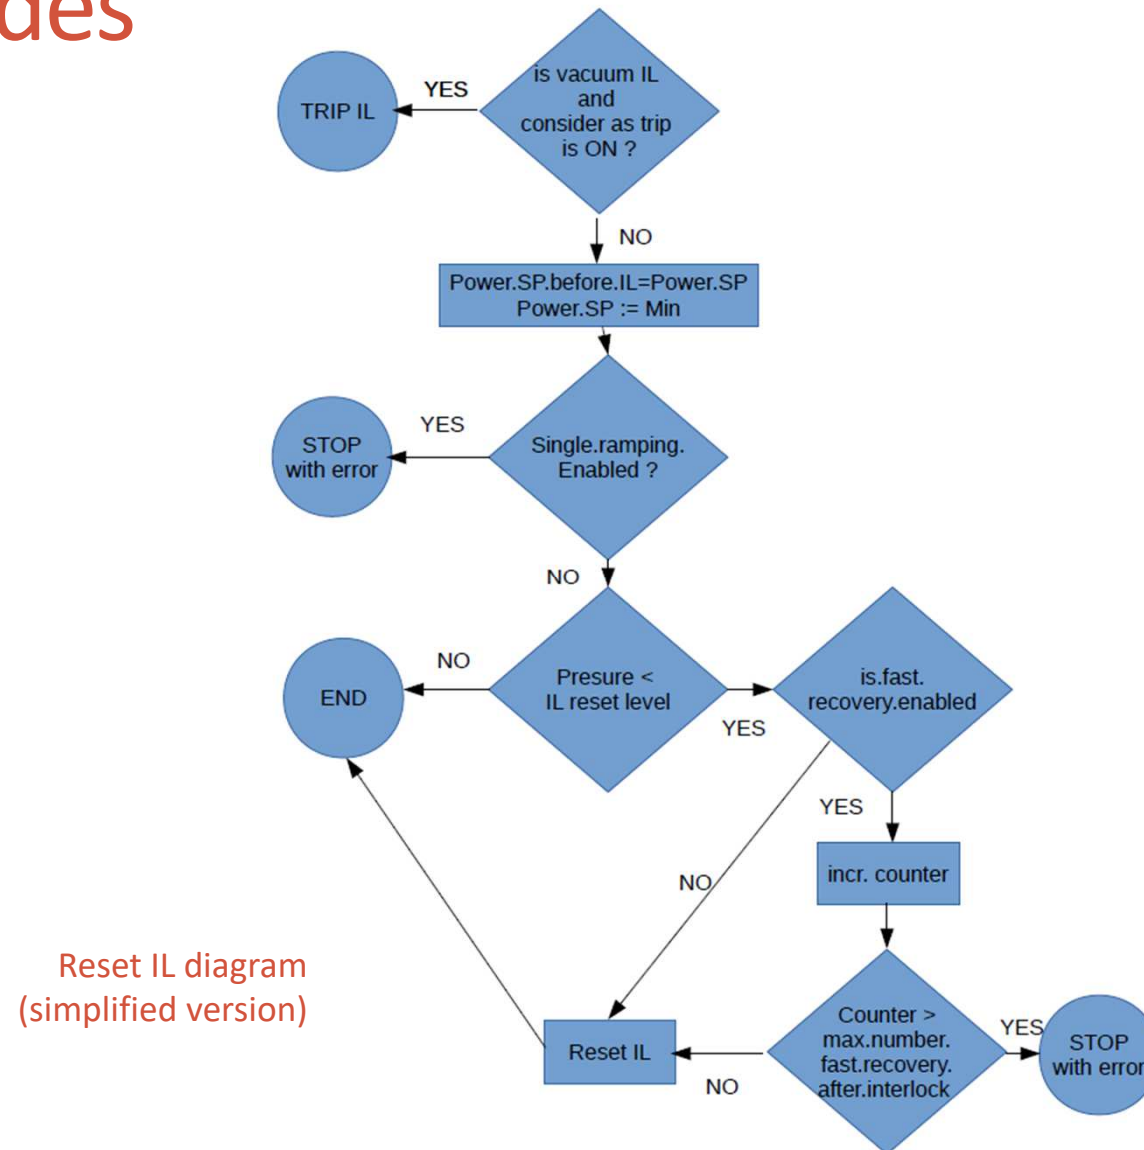 YES
TRIP IL
is vacuum IL
and
consider as trip
is ON ?
NO
Power.SP.before.IL=Power.SP
Power.SP := Min
YES
STOP
with error
Single.ramping.
Enabled ?
NO
NO
END
Presure <
IL reset level
YES
is.fast.
recovery.enabled
YES
NO
incr. counter
Reset IL diagram
(simplified version)
Reset IL
NO
Counter >
max.number.
fast.recovery.
after.interlock
YES
STOP
with error